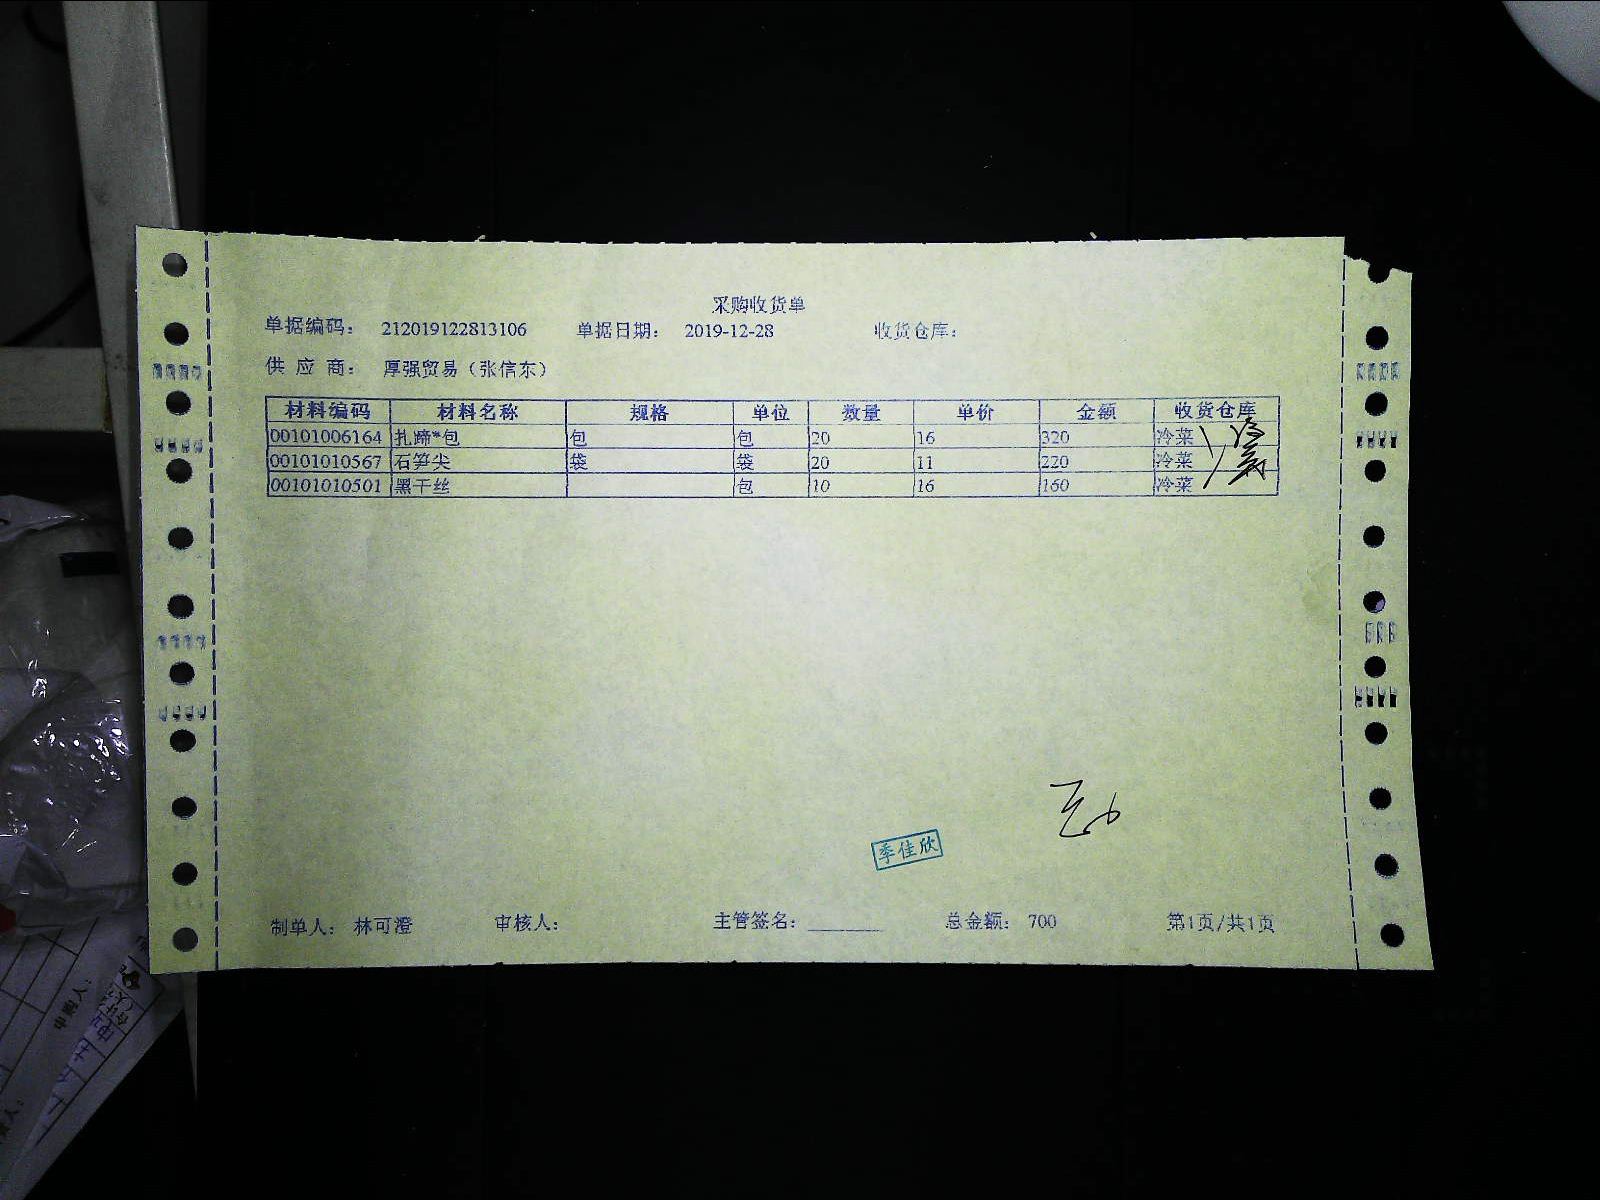 采购收货单
单据编码： 212019122813106 单据日期： 2019-12-28 收货仓库：
供 应 商： 厚强贸易（张信东）
材料编码 材料名称 规格 单位 数量 单价 金额 收货仓库
00101006164 扎蹄*包 包 包 20 16 320 冷菜
00101010567 石笋尖 袋 袋 20 11 220 冷菜
00101010501 黑干丝 包 10 16 160 冷菜
季佳欣
制单人： 林可澄 审核人： 主管签名： ________ 总金额： 700 第1页/共1页
申购人：